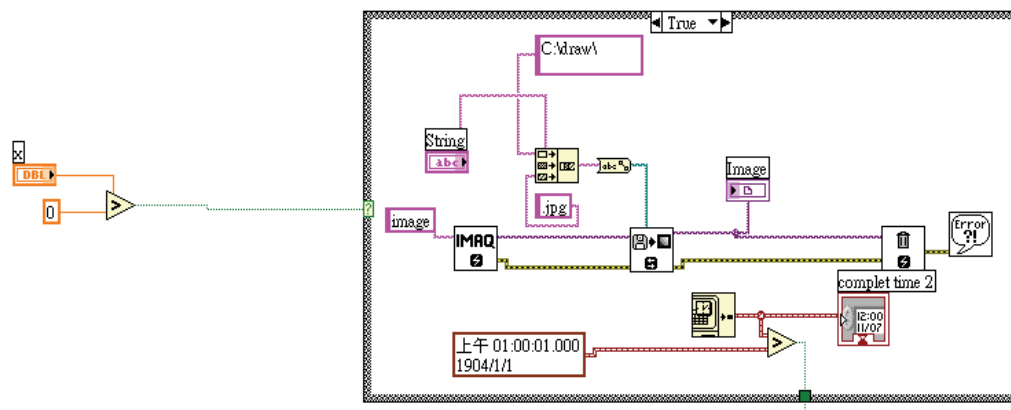 True
C:\draw\
x
DBL
String
abc
0
>
?
abc
Image
.jpg
image
IMAQ
Error
?!
complet time 2
12:00
11/07
上午 01:00:01.000
1904/1/1
>